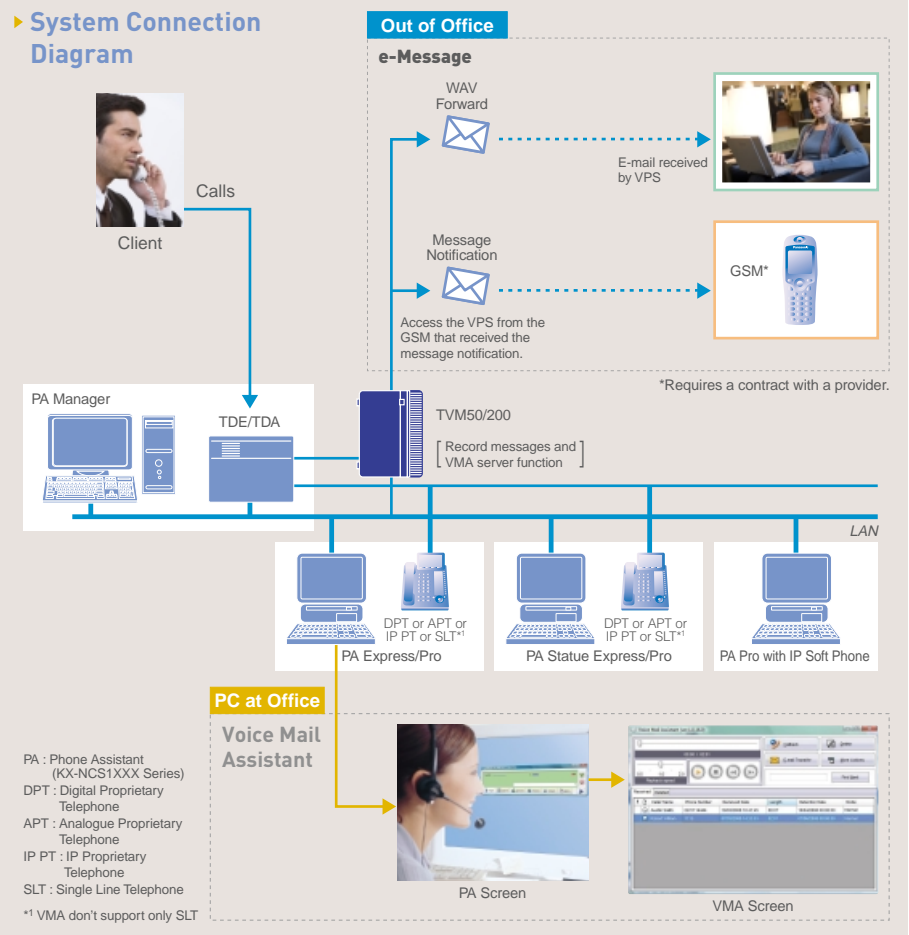 System Connection
Diagram
Out of Office
e-Message
WAV
Forward
E-mail received
by VPS
Calls
Client
Message
Notification
GSM*
Access the VPS from the
GSM that received the
message notification.
*Requires a contract with a provider.
PA Manager
TDE/TDA
TVM50/200
[ Record messages and
VMA server function ]
LAN
DPT or APT or
IP PT or SLT*1
PA Express/Pro
DPT or APT or
IP PT or SLT*1
PA Statue Express/Pro
PA Pro with IP Soft Phone
PC at Office
Voice Mail
Assistant
PA Screen
VMA Screen
PA : Phone Assistant
(KX-NCS1XXX Series)
DPT : Digital Proprietary
Telephone
APT : Analogue Proprietary
Telephone
IP PT : IP Proprietary
Telephone
SLT : Single Line Telephone
*1 VMA don't support only SLT